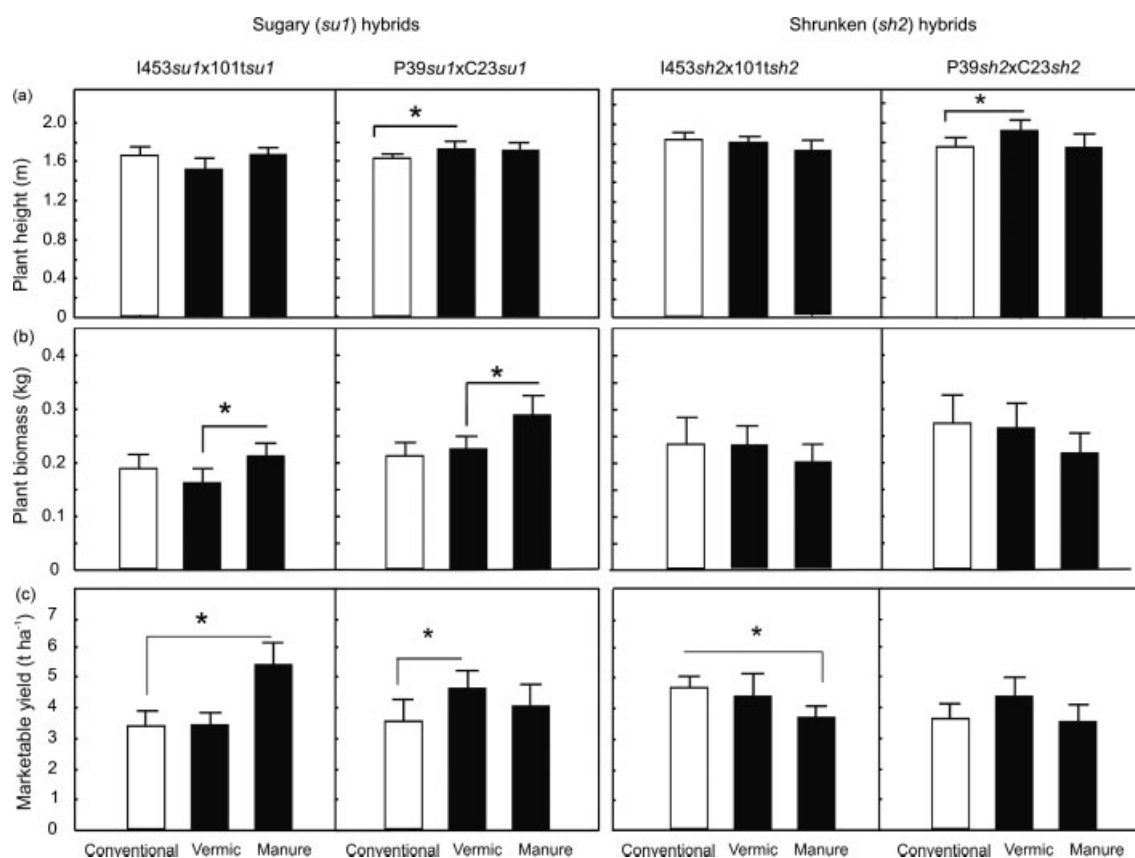 Sugary (su1) hybrids Shrunken (sh2) hybrids
I453su1x101tsu1 P39su1xC23su1 I453sh2x101tsh2 P39sh2xC23sh2
(a)
Plant height (m)
2.0
1.6
1.2
0.8
0.4
0
* *
(b)
Plant biomass (kg)
0.4
0.3
0.2
0.1
0
* *
(c)
Marketable yield (t ha⁻¹)
7
6
5
4
3
2
1
0
* * *
Conventional Vermic Manure Conventional Vermic Manure Conventional Vermic Manure Conventional Vermic Manure